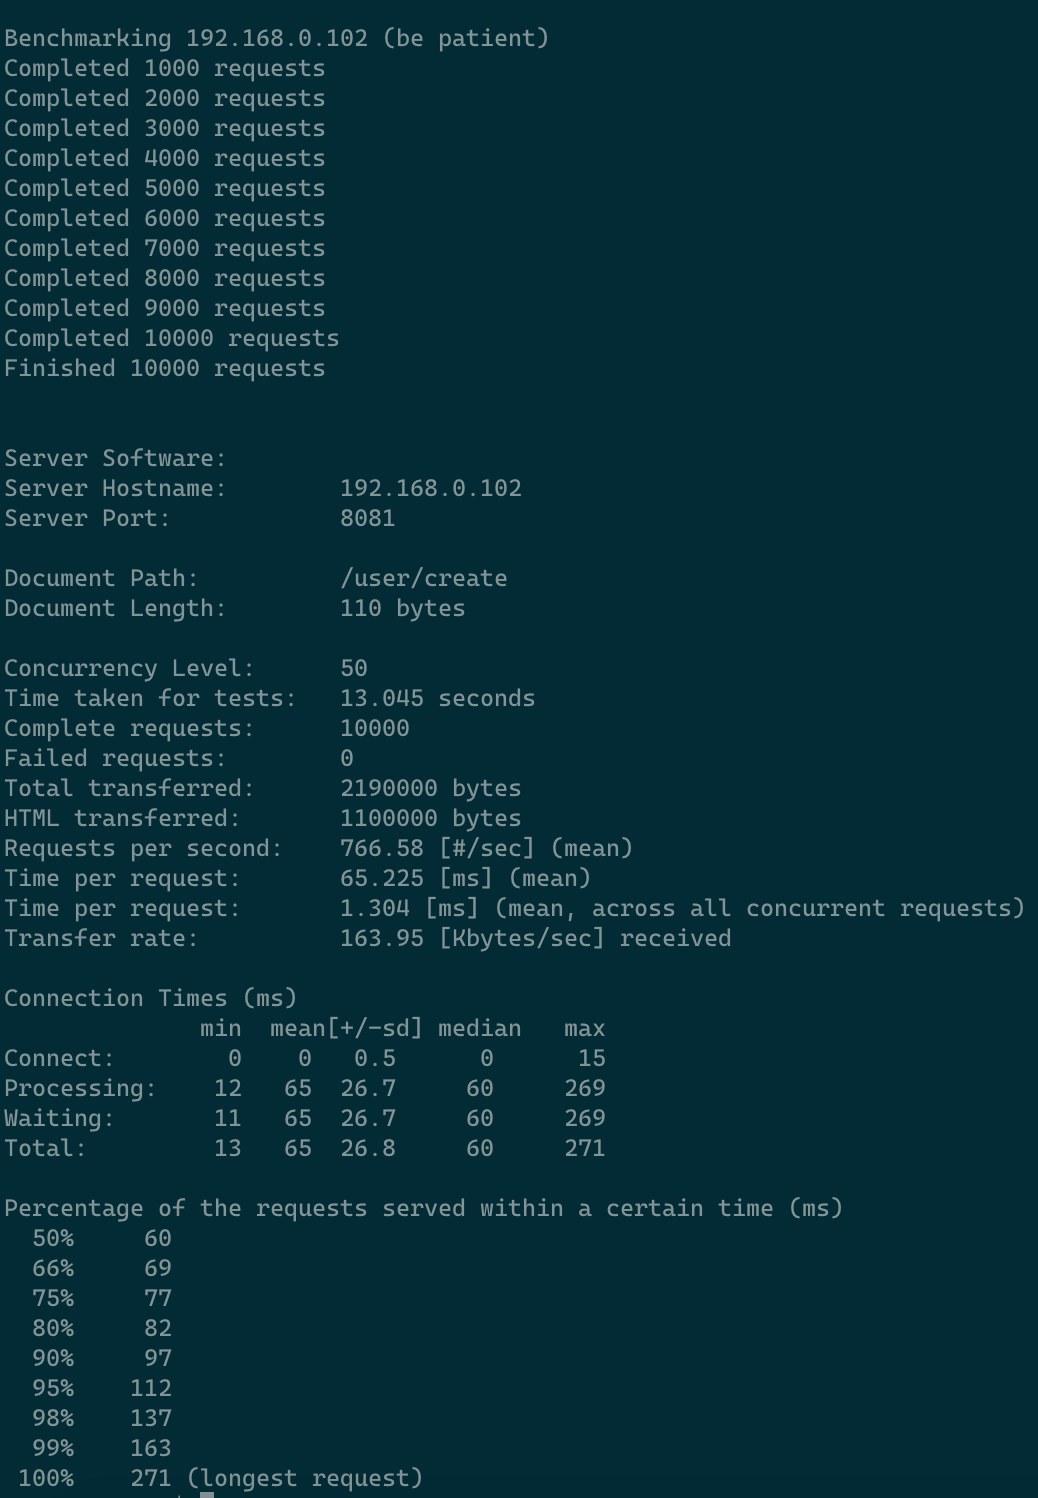 Benchmarking 192.168.0.102 (be patient)
Completed 1000 requests
Completed 2000 requests
Completed 3000 requests
Completed 4000 requests
Completed 5000 requests
Completed 6000 requests
Completed 7000 requests
Completed 8000 requests
Completed 9000 requests
Completed 10000 requests
Finished 10000 requests
Server Software:
Server Hostname:        192.168.0.102
Server Port:            8081
Document Path:          /user/create
Document Length:        110 bytes
Concurrency Level:      50
Time taken for tests:   13.045 seconds
Complete requests:      10000
Failed requests:        0
Total transferred:      2190000 bytes
HTML transferred:       1100000 bytes
Requests per second:    766.58 [#/sec] (mean)
Time per request:       65.225 [ms] (mean)
Time per request:       1.304 [ms] (mean, across all concurrent requests)
Transfer rate:          163.95 [Kbytes/sec] received
Connection Times (ms)
              min  mean[+/-sd] median   max
Connect:        0    0   0.5      0      15
Processing:    12   65  26.7     60     269
Waiting:       11   65  26.7     60     269
Total:         13   65  26.8     60     271
Percentage of the requests served within a certain time (ms)
  50%     60
  66%     69
  75%     77
  80%     82
  90%     97
  95%    112
  98%    137
  99%    163
 100%    271 (longest request)